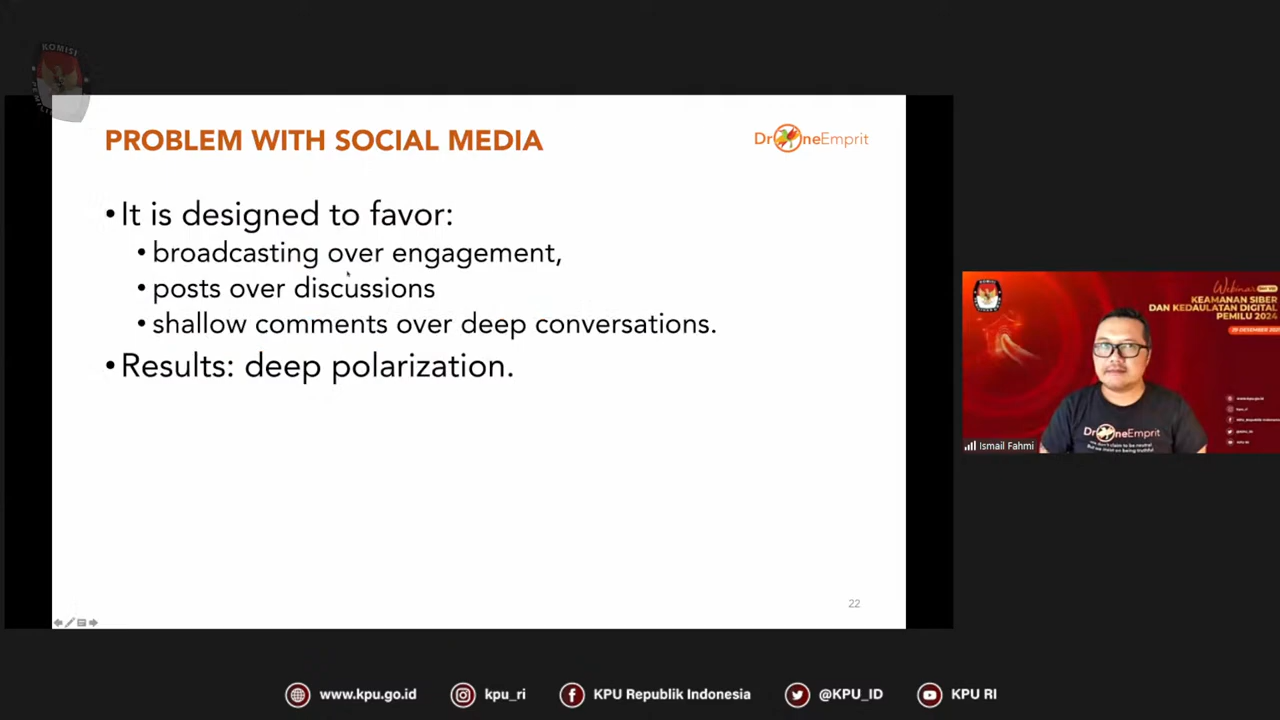 KOMISI
PROBLEM WITH SOCIAL MEDIA
DroneEmprit
• It is designed to favor:
• broadcasting over engagement,
• posts over discussions
• shallow comments over deep conversations.
• Results: deep polarization.
22
Webinar
KEAMANAN SIBER
DAN KEDAULATAN DIGITAL
PEMILU 2024
DroneEmprit
Ismail Fahmi
www.kpu.go.id
kpu_ri
KPU Republik Indonesia
@KPU_ID
KPU RI